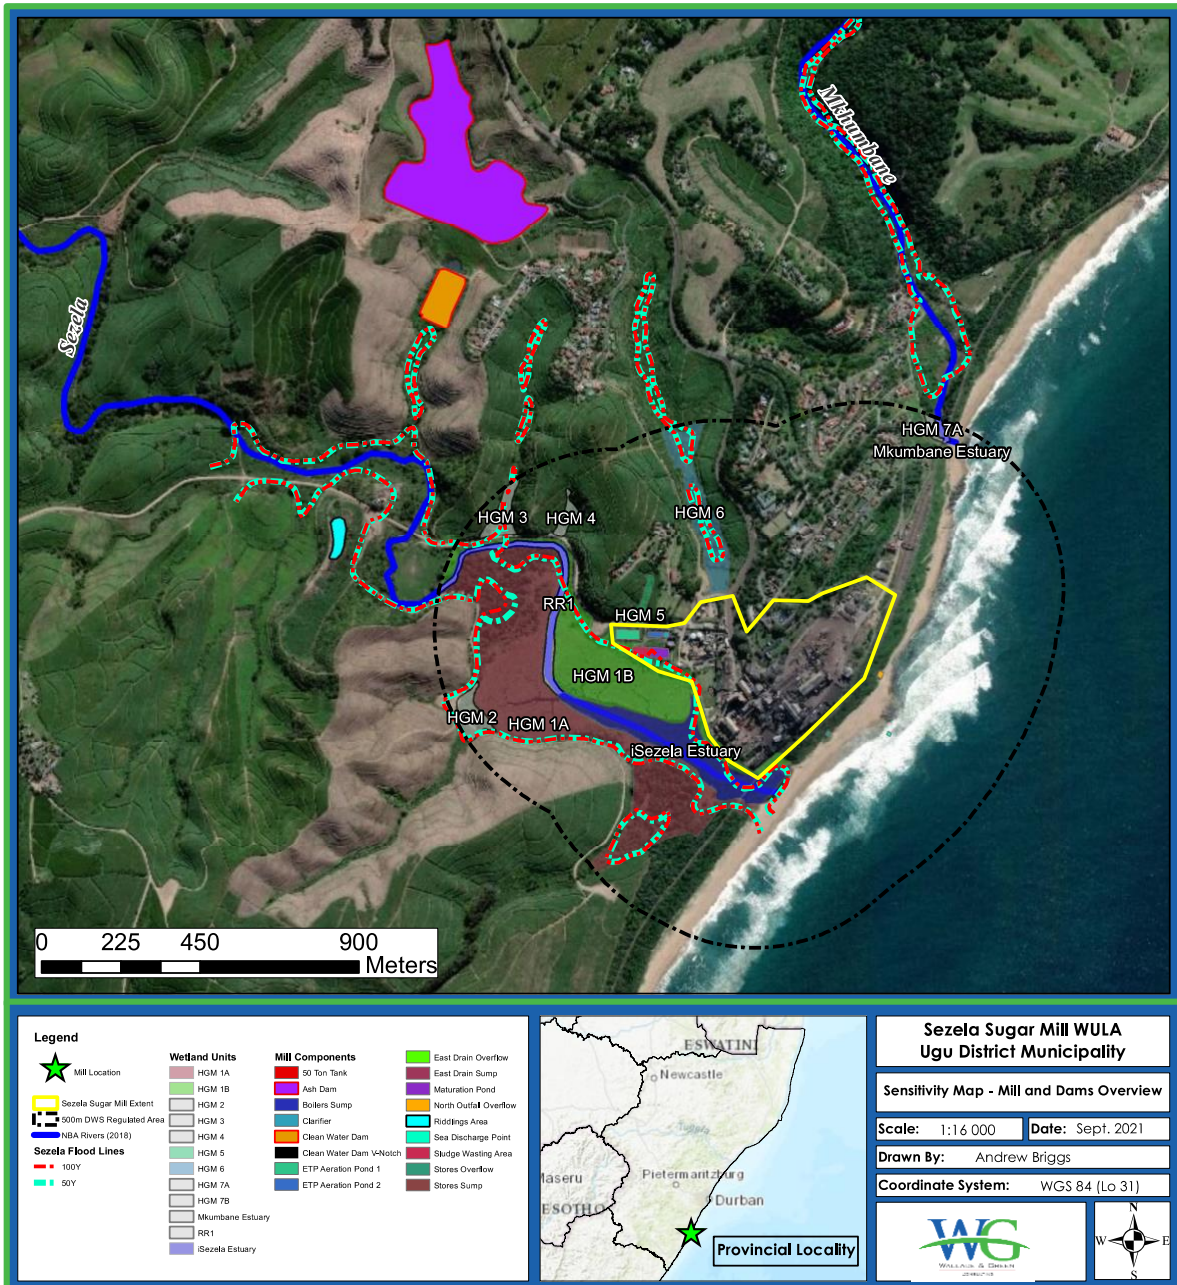 Mkhumbane
Sezela
HGM 7A
Mkumbane Estuary
HGM 3
HGM 4
HGM 6
RR1
HGM 5
HGM 1B
HGM 2
HGM 1A
iSezela Estuary
0 225 450 900
Meters
Legend
Mill Location
Sezela Sugar Mill Extent
500m DWS Regulated Area
NBA Rivers (2018)
Sezela Flood Lines
100Y
50Y
Wetland Units
HGM 1A
HGM 1B
HGM 2
HGM 3
HGM 4
HGM 5
HGM 6
HGM 7A
HGM 7B
Mkumbane Estuary
RR1
iSezela Estuary
Mill Components
50 Ton Tank
Ash Dam
Boilers Sump
Clarifier
Clean Water Dam
Clean Water Dam V-Notch
ETP Aeration Pond 1
ETP Aeration Pond 2
East Drain Overflow
East Drain Sump
Maturation Pond
North Outfall Overflow
Riddlings Area
Sea Discharge Point
Sludge Wasting Area
Stores Overflow
Stores Sump
ESWATINI
Newcastle
Tugela
Pietermaritzburg
Maseru
Durban
ESOTHO
Provincial Locality
Sezela Sugar Mill WULA
Ugu District Municipality
Sensitivity Map - Mill and Dams Overview
Scale: 1:16 000
Date: Sept. 2021
Drawn By: Andrew Briggs
Coordinate System: WGS 84 (Lo 31)
WG
WALLACE & GREEN
N
W E
S